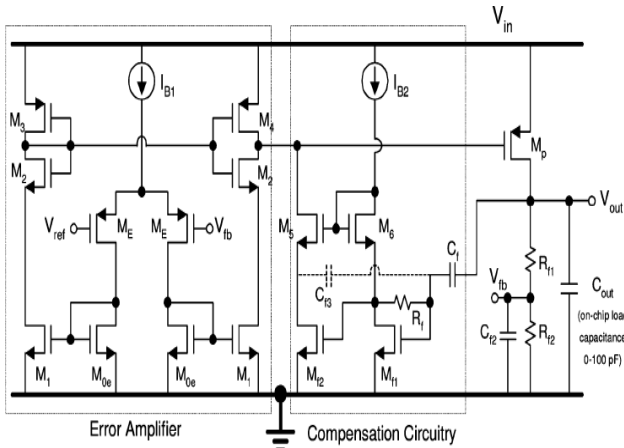 V_in
I_B1
I_B2
M_3
M_4
M_p
M_2
M_2
V_out
V_ref
M_E
M_E
V_fb
M_5
M_6
C_f
R_f1
V_fb
C_out
C_f3
R_f
(on-chip load
C_f2
R_f2
capacitance
0-100 pF)
M_1
M_0e
M_0e
M_1
M_f2
M_f1
Error Amplifier
Compensation Circuitry